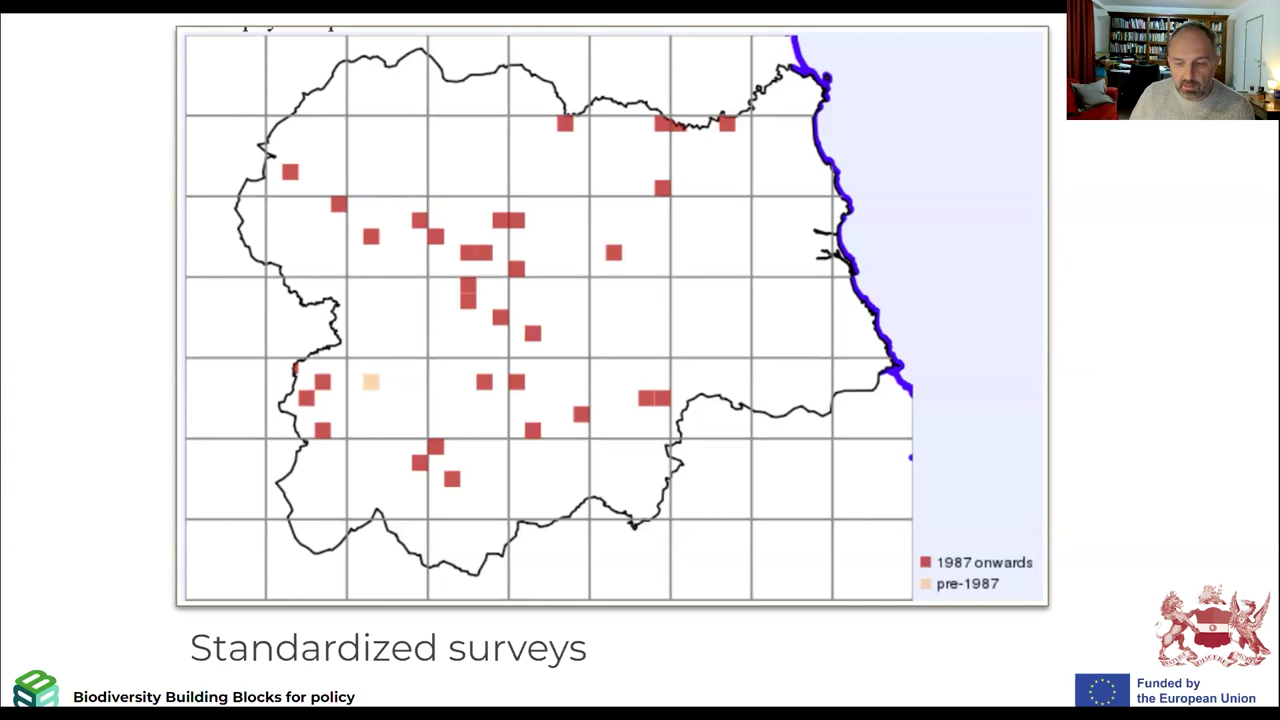 1987 onwards
pre-1987
Standardized surveys
Biodiversity Building Blocks for policy
Funded by
the European Union